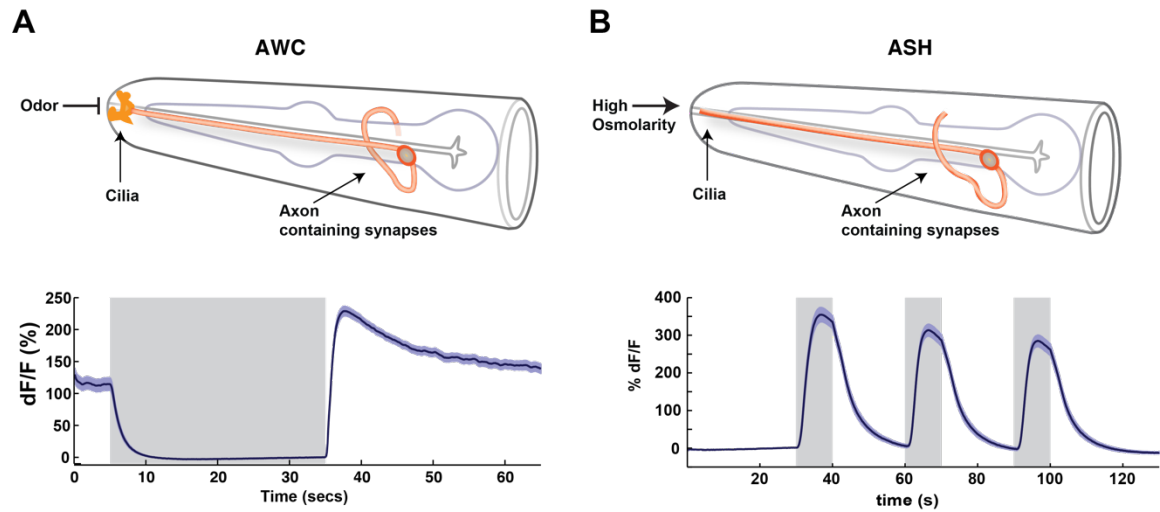 A
AWC
Odor
Cilia
Axon
containing synapses
dF/F (%)
250
200
150
100
50
0
0
10
20
30
40
50
60
Time (secs)
B
ASH
High
Osmolarity
Cilia
Axon
containing synapses
% dF/F
400
300
200
100
0
20
40
60
80
100
120
time (s)